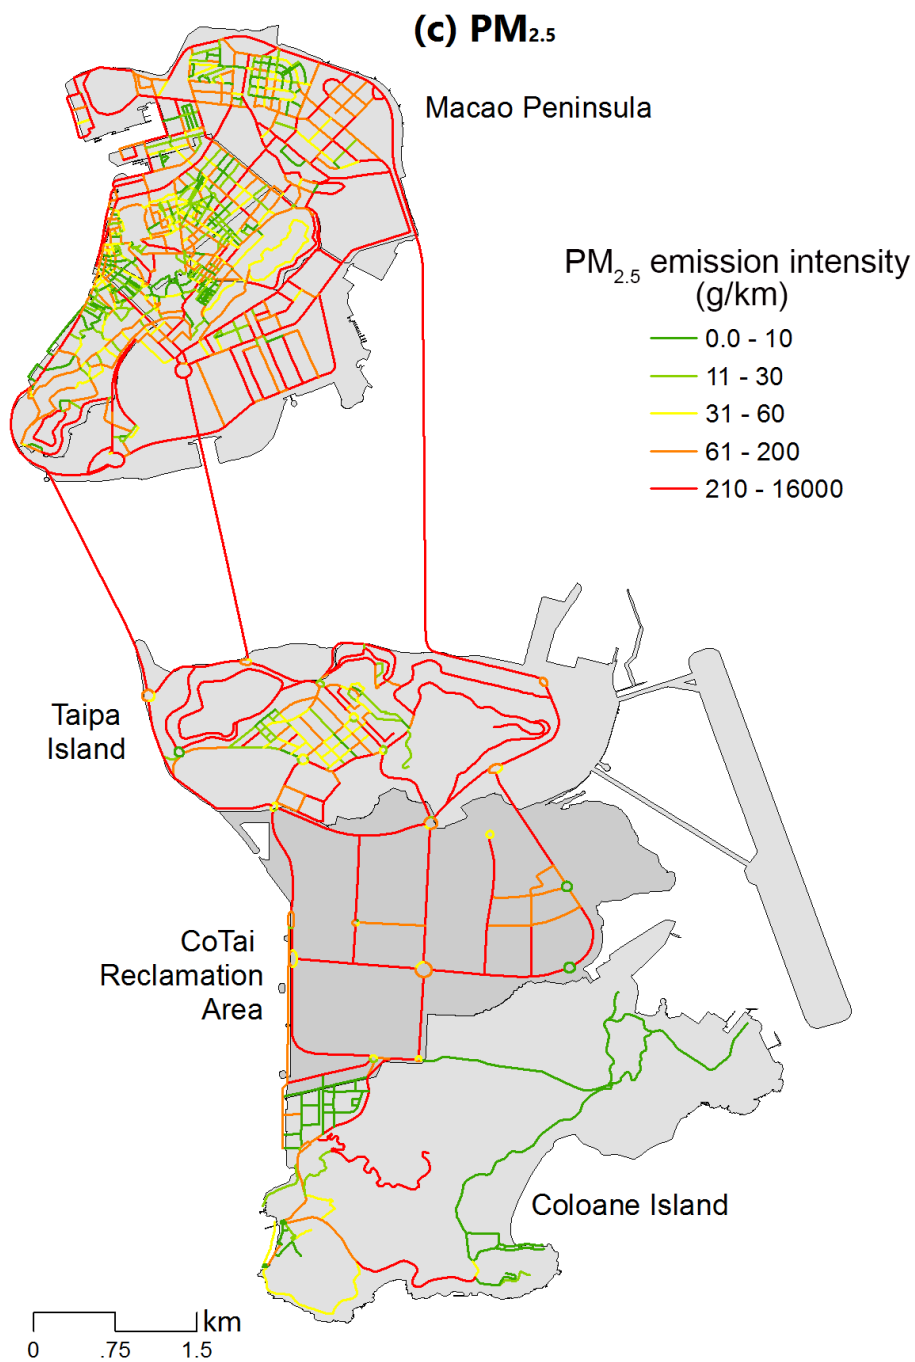 (c) PM2.5
Macao Peninsula
PM2.5 emission intensity
(g/km)
0.0 - 10
11 - 30
31 - 60
61 - 200
210 - 16000
Taipa
Island
CoTai
Reclamation
Area
Coloane Island
km
0 .75 1.5